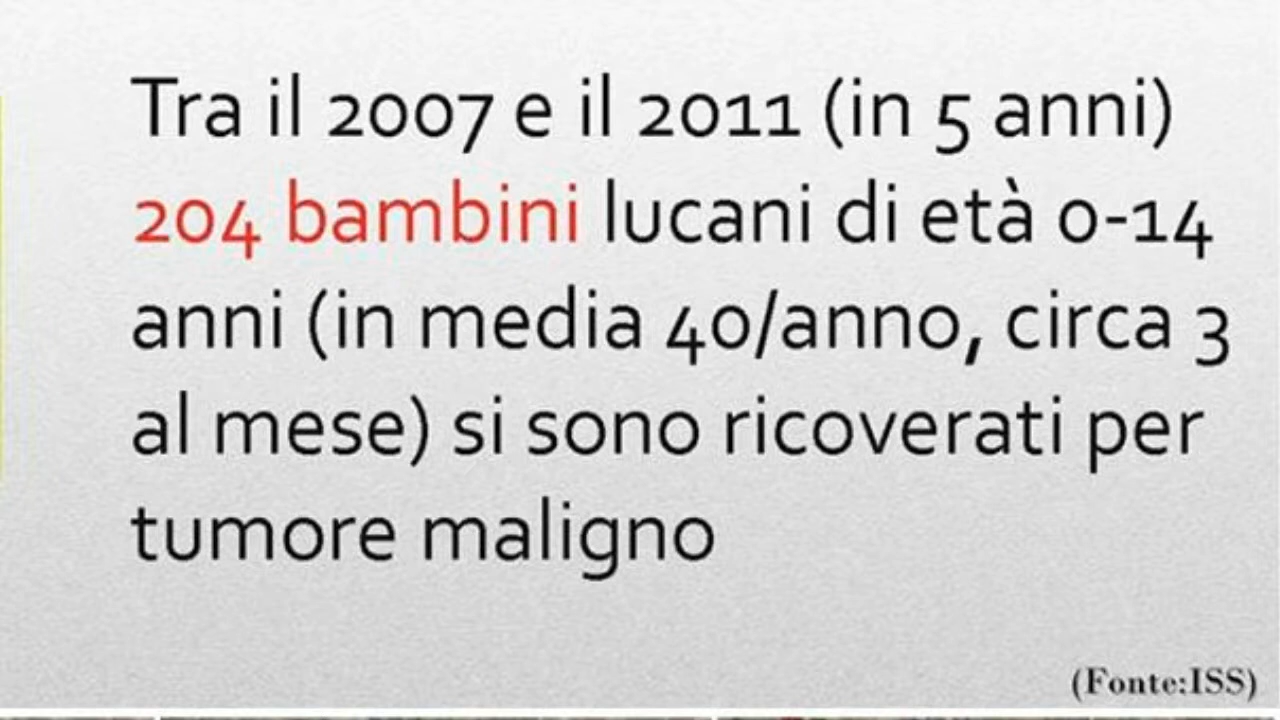 Tra il 2007 e il 2011 (in 5 anni)
204 bambini lucani di età 0-14
anni (in media 40/anno, circa 3
al mese) si sono ricoverati per
tumore maligno
(Fonte:ISS)